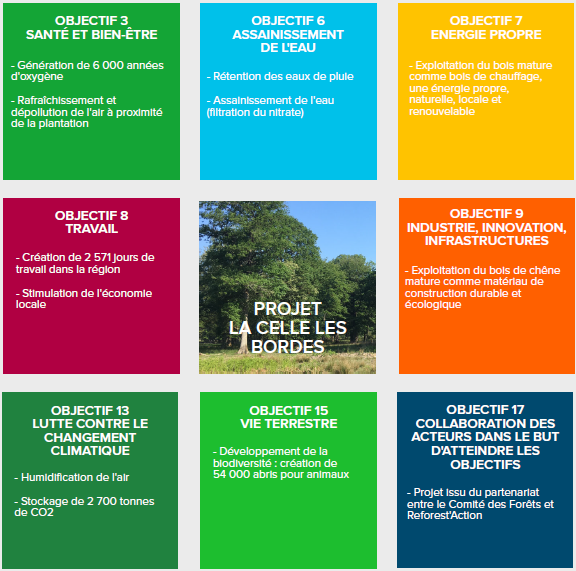 OBJECTIF 3
SANTÉ ET BIEN-ÊTRE
- Génération de 6 000 années
d'oxygène
- Rafraîchissement et
dépollution de l'air à proximité
de la plantation
OBJECTIF 6
ASSAINISSEMENT
DE L'EAU
- Rétention des eaux de pluie
- Assainissement de l'eau
(filtration du nitrate)
OBJECTIF 7
ENERGIE PROPRE
- Exploitation du bois mature
comme bois de chauffage,
une énergie propre,
naturelle, locale et
renouvelable
OBJECTIF 8
TRAVAIL
- Création de 2 571 jours de
travail dans la région
- Stimulation de l'économie
locale
PROJET
LA CELLE LES
BORDES
OBJECTIF 9
INDUSTRIE, INNOVATION,
INFRASTRUCTURES
- Exploitation du bois de chêne
mature comme matériau de
construction durable et
écologique
OBJECTIF 13
LUTTE CONTRE LE
CHANGEMENT
CLIMATIQUE
- Humidification de l'air
- Stockage de 2 700 tonnes
de CO2
OBJECTIF 15
VIE TERRESTRE
- Développement de la
biodiversité : création de
54 000 abris pour animaux
OBJECTIF 17
COLLABORATION DES
ACTEURS DANS LE BUT
D'ATTEINDRE LES
OBJECTIFS
- Projet issu du partenariat
entre le Comité des Forêts et
Reforest'Action